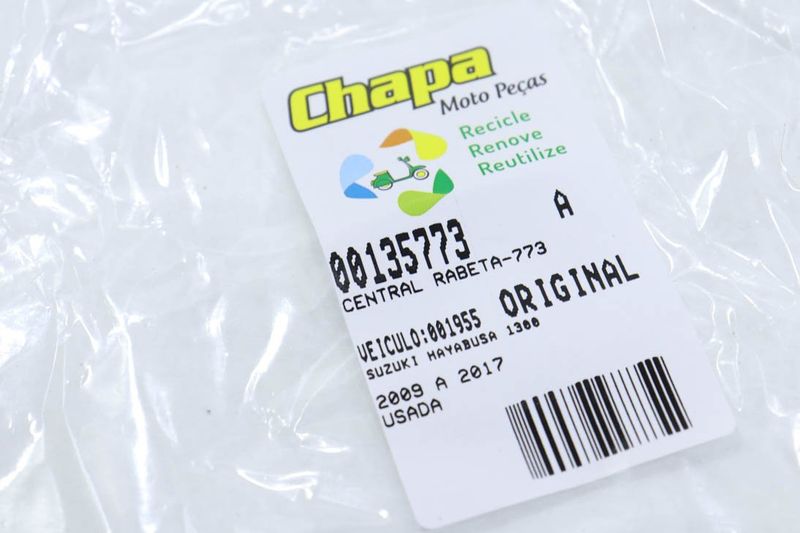 Chapa
Moto Peças
Recicle
Renove
Reutilize
A
00135773
CENTRAL RABETA-773
ORIGINAL
VEICULO:001955
SUZUKI HAYABUSA 1300
2009 A 2017
USADA